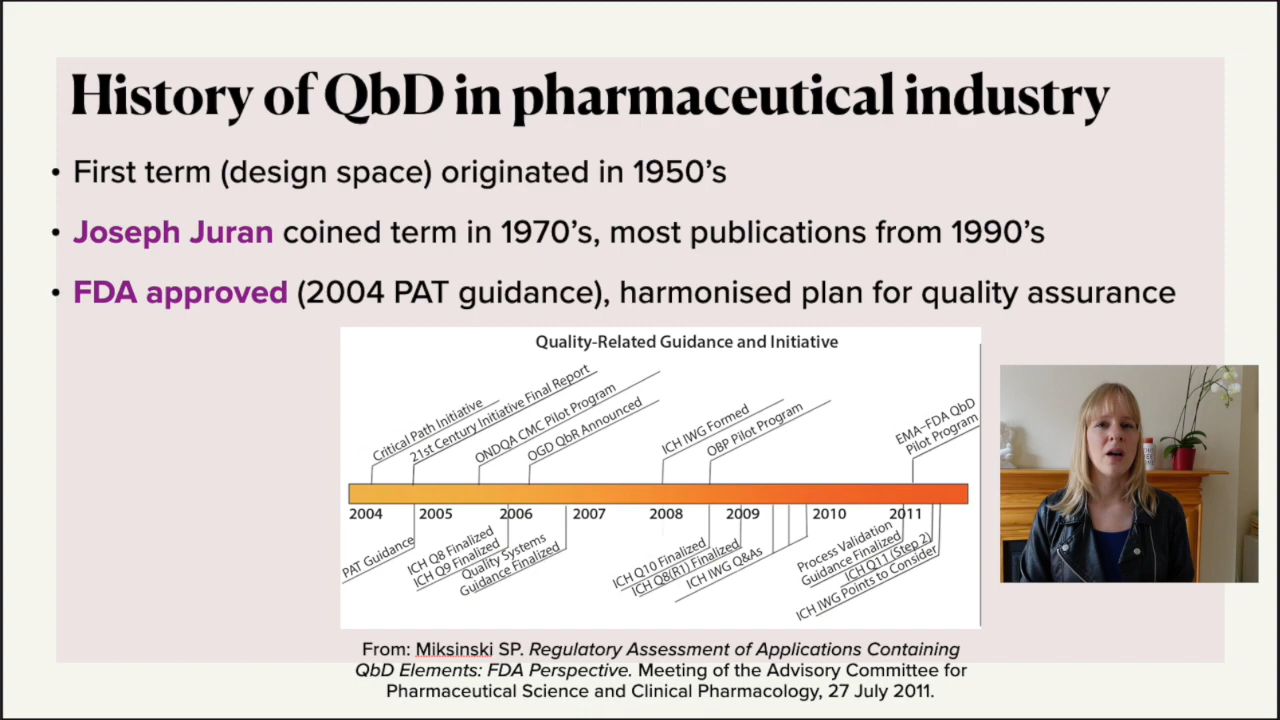 History of QbD in pharmaceutical industry
• First term (design space) originated in 1950’s
• Joseph Juran coined term in 1970’s, most publications from 1990’s
• FDA approved (2004 PAT guidance), harmonised plan for quality assurance
Quality-Related Guidance and Initiative
Critical Path Initiative
21st Century Initiative Final Report
ONDQA CMC Pilot Program
OGD QbR Announced
ICH IWG Formed
OBP Pilot Program
EMA–FDA QbD
Pilot Program
2004 2005 2006 2007 2008 2009 2010 2011
PAT Guidance
ICH Q8 Finalized
ICH Q9 Finalized
Quality Systems
Guidance Finalized
ICH Q10 Finalized
ICH Q8(R1) Finalized
ICH IWG Q&As
Process Validation
Guidance Finalized
ICH Q11 (Step 2)
ICH IWG Points to Consider
From: Miksinski SP. Regulatory Assessment of Applications Containing
QbD Elements: FDA Perspective. Meeting of the Advisory Committee for
Pharmaceutical Science and Clinical Pharmacology, 27 July 2011.